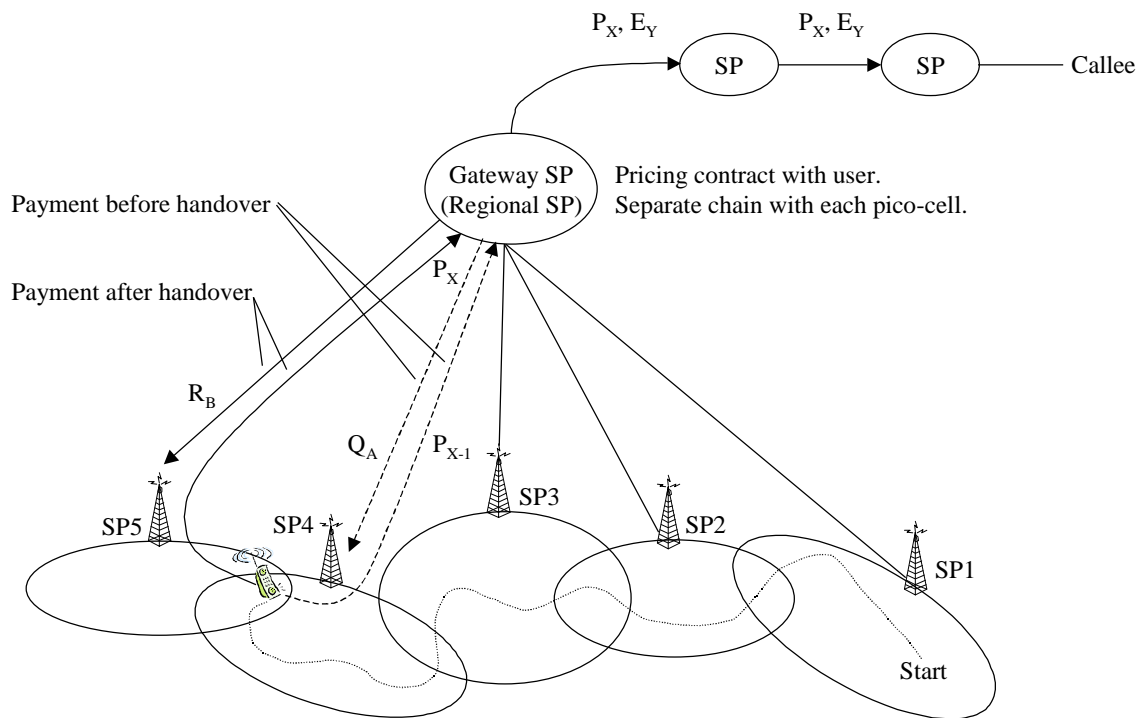 P_X, E_Y
P_X, E_Y
SP
SP
Callee
Gateway SP
(Regional SP)
Pricing contract with user.
Separate chain with each pico-cell.
Payment before handover
P_X
Payment after handover
R_B
Q_A
P_X-1
SP3
SP5
SP4
SP2
SP1
Start